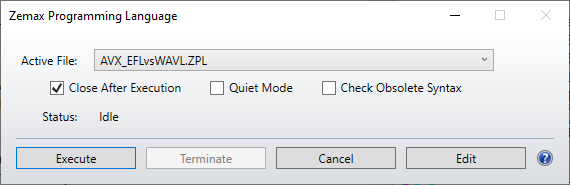 Zemax Programming Language
Active File: AVX_EFLvsWAVL.ZPL
Close After Execution Quiet Mode Check Obsolete Syntax
Status: Idle
Execute Terminate Cancel Edit ?